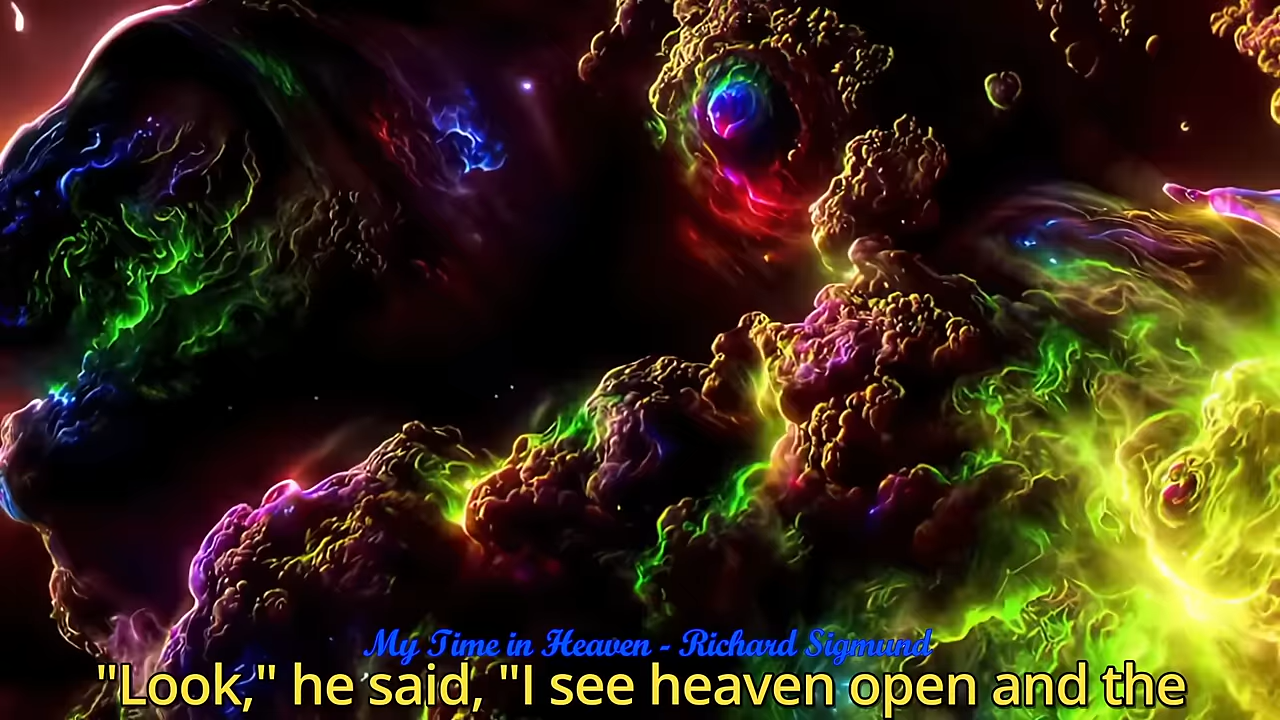 My Time in Heaven - Richard Sigmund
"Look," he said, "I see heaven open and the